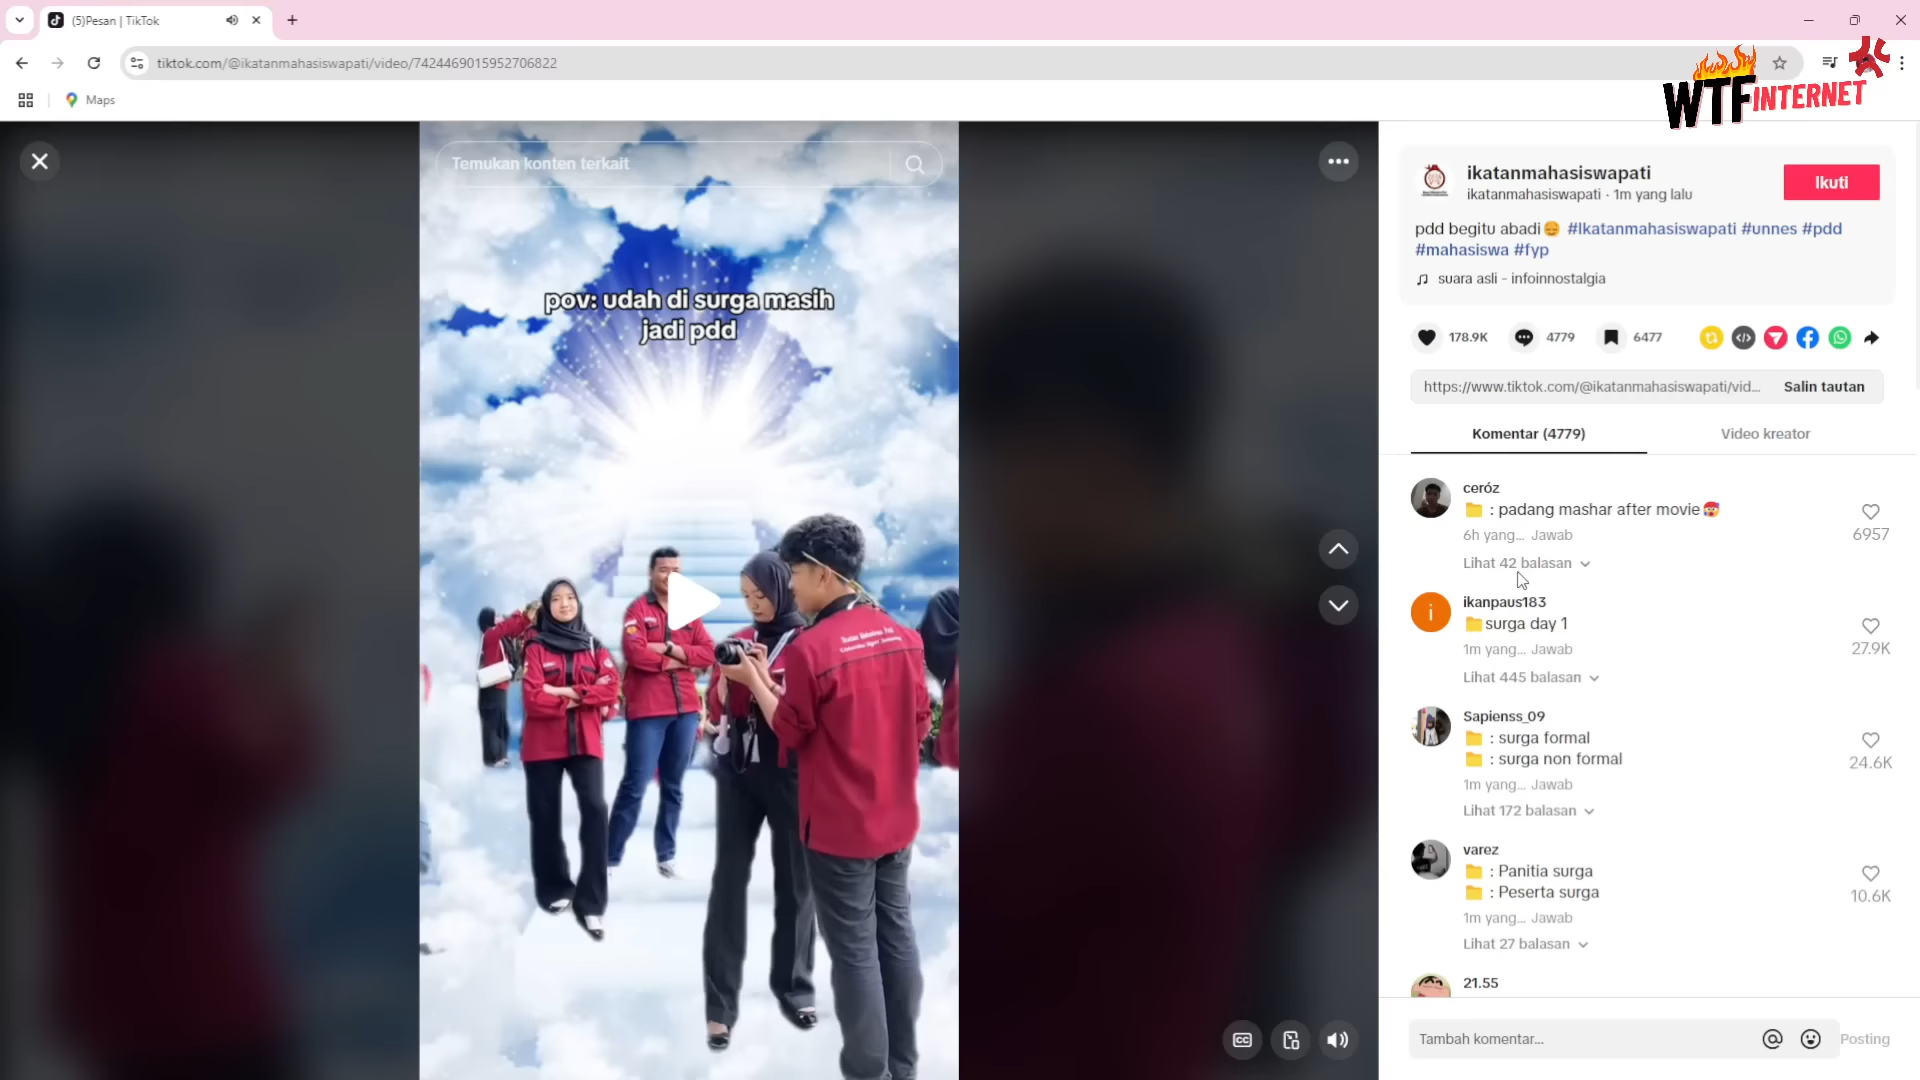 (5)Pesan | TikTok
tiktok.com/@ikatanmahasiswapati/video/7424469015952706822
Maps
WTF INTERNET
Temukan konten terkait
pov: udah di surga masih
jadi pdd
ikatanmahasiswapati
ikatanmahasiswapati · 1m yang lalu
Ikuti
pdd begitu abadi😊 #Ikatanmahasiswapati #unnes #pdd
#mahasiswa #fyp
suara asli - infoinnostalgia
178.9K
4779
6477
https://www.tiktok.com/@ikatanmahasiswapati/vid...
Salin tautan
Komentar (4779)
Video kreator
ceróz
📁 : padang mashar after movie🥳
6h yang... Jawab
6957
Lihat 42 balasan
i
ikanpaus183
📁surga day 1
1m yang... Jawab
27.9K
Lihat 445 balasan
Sapienss_09
📁 : surga formal
📁 : surga non formal
24.6K
1m yang... Jawab
Lihat 172 balasan
varez
📁 : Panitia surga
📁 : Peserta surga
10.6K
1m yang... Jawab
Lihat 27 balasan
21.55
CC
Tambah komentar...
Posting